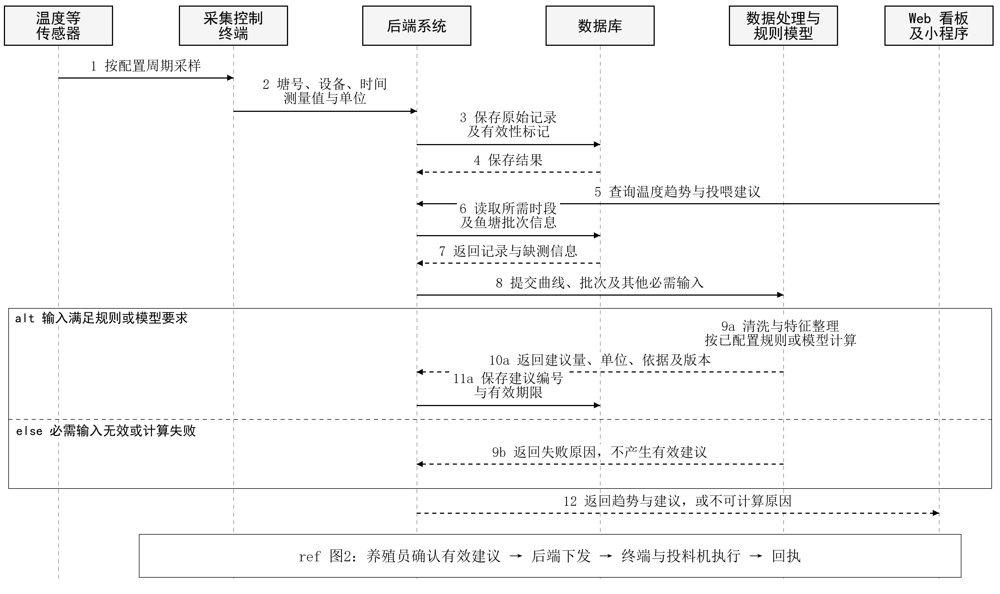 温度等
传感器
采集控制
终端
后端系统
数据库
数据处理与
规则模型
Web 看板
及小程序
1 按配置周期采样
2 塘号、设备、时间
测量值与单位
3 保存原始记录
及有效性标记
4 保存结果
5 查询温度趋势与投喂建议
6 读取所需时段
及鱼塘批次信息
7 返回记录与缺测信息
8 提交曲线、批次及其他必需输入
alt 输入满足规则或模型要求
9a 清洗与特征整理
按已配置规则或模型计算
10a 返回建议量、单位、依据及版本
11a 保存建议编号
与有效期限
else 必需输入无效或计算失败
9b 返回失败原因，不产生有效建议
12 返回趋势与建议，或不可计算原因
ref 图2：养殖员确认有效建议 → 后端下发 → 终端与投料机执行 → 回执